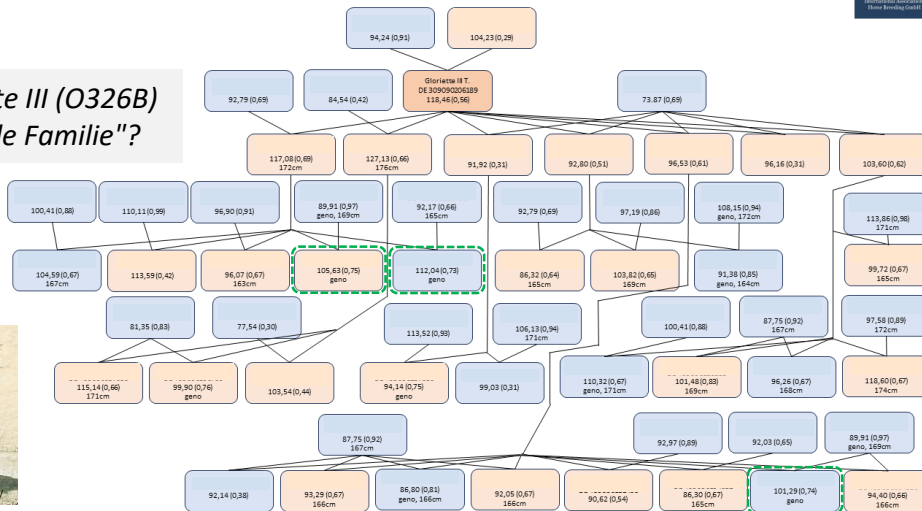 International Association
Horse Breeding GmbH
te III (O326B)
le Familie"?
94,24 (0,91)
104,23 (0,29)
92,79 (0,69)
84,54 (0,42)
Gloriette III T.
DE 309090206189
118,46 (0,56)
73.87 (0,69)
117,08 (0,69)
172cm
127,13 (0,66)
176cm
91,92 (0,31)
92,80 (0,51)
96,53 (0,61)
96,16 (0,31)
103,60 (0,62)
100,41 (0,88)
110,11 (0,99)
96,90 (0,91)
89,91 (0,97)
geno, 169cm
92,17 (0,66)
165cm
92,79 (0,69)
97,19 (0,86)
108,15 (0,94)
geno, 172cm
113,86 (0,98)
171cm
104,59 (0,67)
167cm
113,59 (0,42)
96,07 (0,67)
163cm
105,63 (0,75)
geno
112,04 (0,73)
geno
86,32 (0,64)
165cm
103,82 (0,65)
169cm
91,38 (0,85)
geno, 164cm
99,72 (0,67)
165cm
81,35 (0,83)
77,54 (0,30)
113,52 (0,93)
106,13 (0,94)
171cm
100,41 (0,88)
87,75 (0,92)
167cm
97,58 (0,89)
172cm
115,14 (0,66)
171cm
99,90 (0,76)
geno
103,54 (0,44)
94,14 (0,75)
geno
99,03 (0,31)
110,32 (0,67)
geno, 171cm
101,48 (0,83)
169cm
96,26 (0,67)
168cm
118,60 (0,67)
174cm
87,75 (0,92)
167cm
92,97 (0,89)
92,03 (0,65)
89,91 (0,97)
geno, 169cm
92,14 (0,38)
93,29 (0,67)
166cm
86,80 (0,81)
geno, 166cm
92,05 (0,67)
166cm
90,62 (0,54)
86,30 (0,67)
165cm
101,29 (0,74)
geno
94,40 (0,66)
166cm